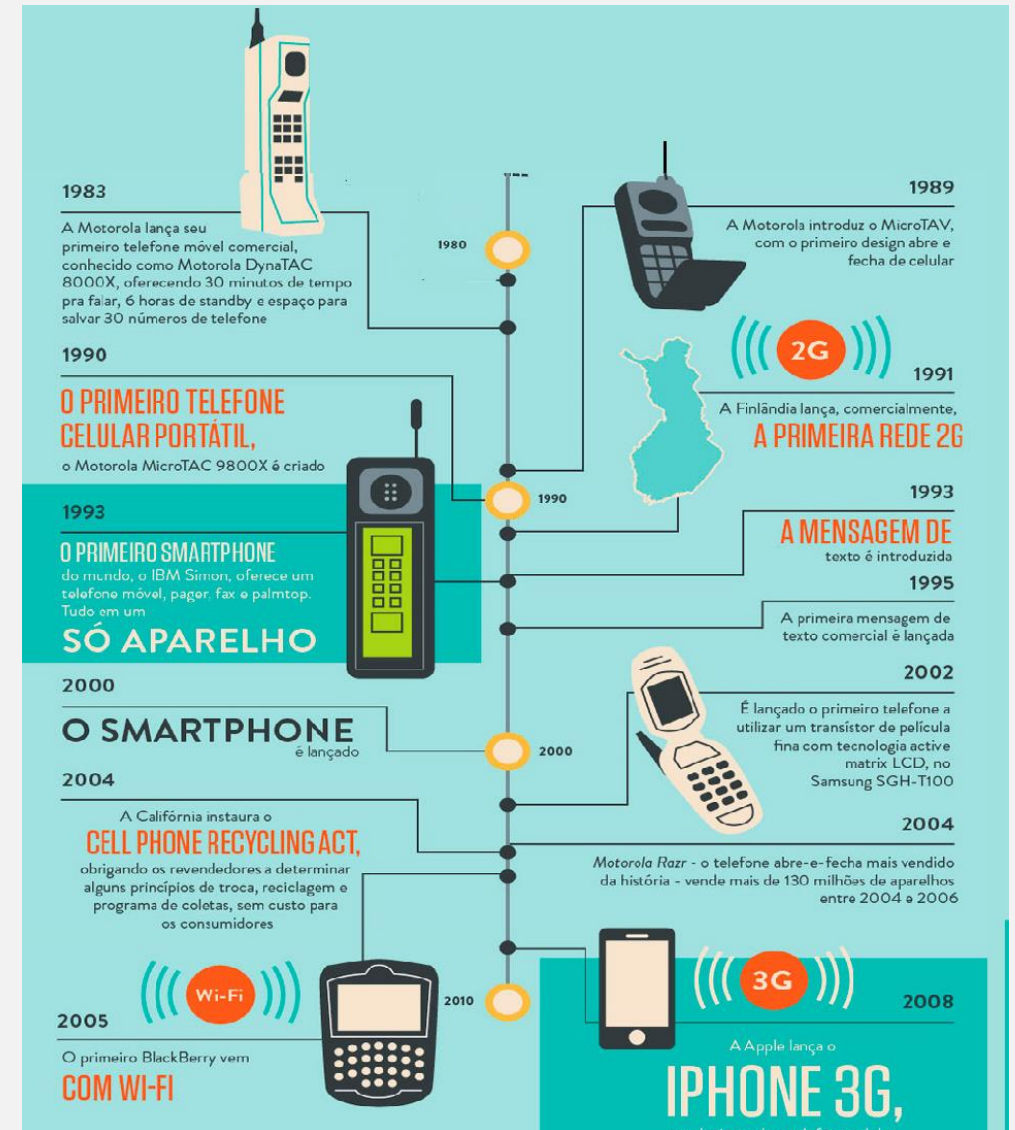 1983
A Motorola lança seu
primeiro telefone móvel comercial,
conhecido como Motorola DynaTAC
8000X, oferecendo 30 minutos de tempo
pra falar, 6 horas de standby e espaço para
salvar 30 números de telefone
1980
1989
A Motorola introduz o MicroTAV,
com o primeiro design abre e
fecha de celular
2G
1990
O PRIMEIRO TELEFONE
CELULAR PORTÁTIL,
o Motorola MicroTAC 9800X é criado
1991
A Finlândia lança, comercialmente,
A PRIMEIRA REDE 2G
1990
1993
O PRIMEIRO SMARTPHONE
do mundo, o IBM Simon, oferece um
telefone móvel, pager, fax e palmtop.
Tudo em um
SÓ APARELHO
1993
A MENSAGEM DE
texto é introduzida
1995
A primeira mensagem de
texto comercial é lançada
2000
O SMARTPHONE
é lançado
2000
2002
É lançado o primeiro telefone a
utilizar um transístor de película
fina com tecnologia active
matrix LCD, no
Samsung SGH-T100
2004
A Califórnia instaura o
CELL PHONE RECYCLING ACT,
obrigando os revendedores a determinar
alguns princípios de troca, reciclagem e
programa de coletas, sem custo para
os consumidores
2004
Motorola Razr - o telefone abre-e-fecha mais vendido
da história - vende mais de 130 milhões de aparelhos
entre 2004 e 2006
Wi-Fi
2005
O primeiro BlackBerry vem
COM WI-FI
2010
3G
2008
A Apple lança o
IPHONE 3G,